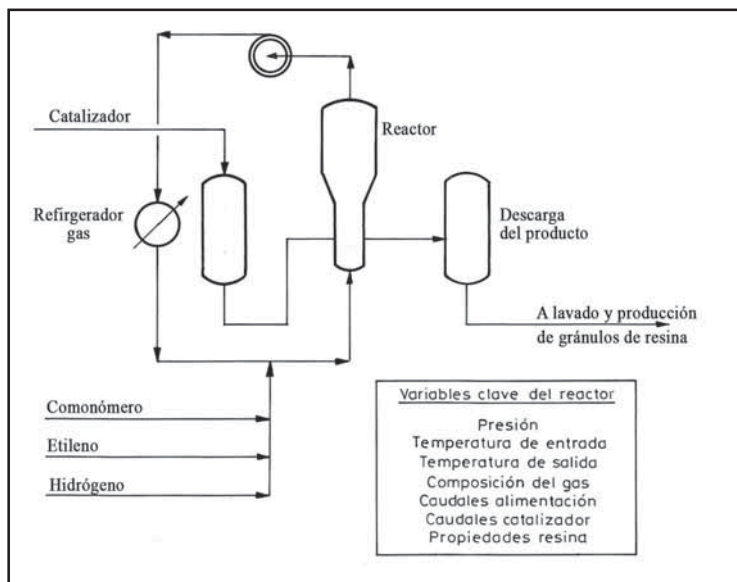 Catalizador
Reactor
Refirgerador
gas
Descarga
del producto
A lavado y producción
de gránulos de resina
Comonómero
Etileno
Hidrógeno
Variables clave del reactor
Presión
Temperatura de entrada
Temperatura de salida
Composición del gas
Caudales alimentación
Caudales catalizador
Propiedades resina